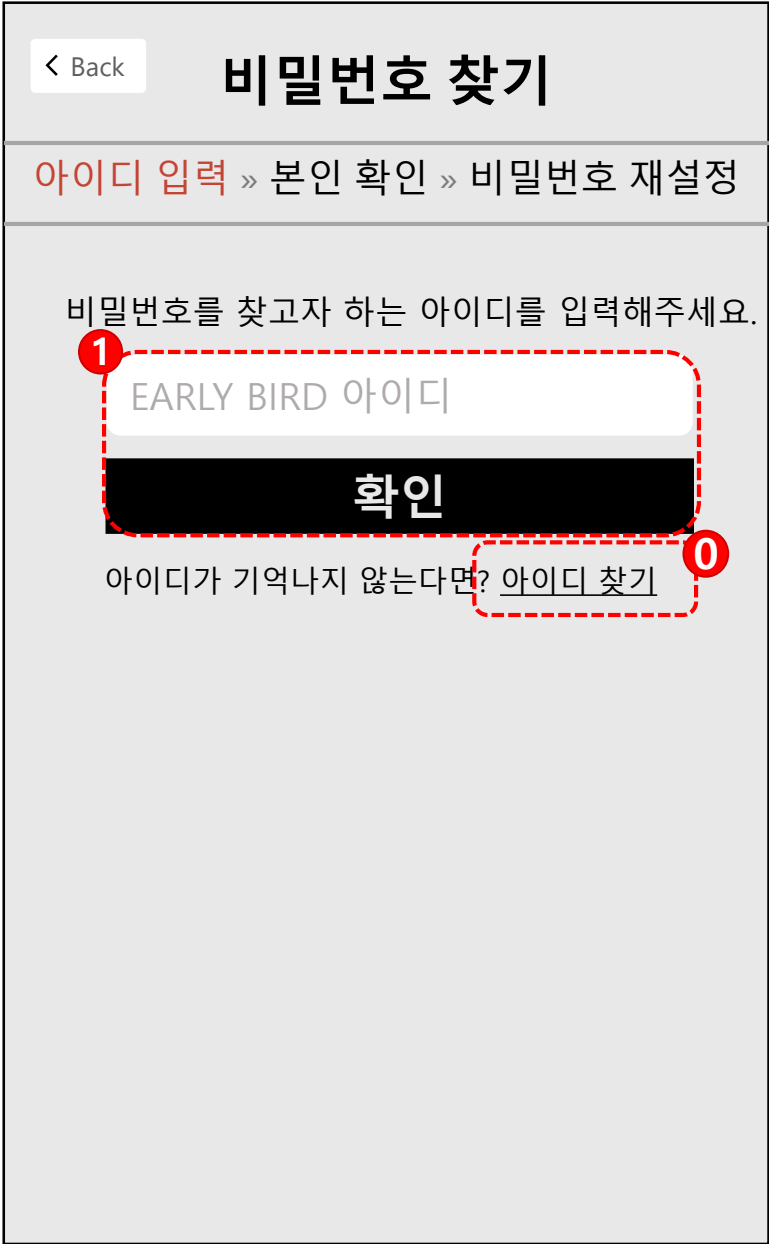 Back
비밀번호 찾기
아이디 입력 » 본인 확인 » 비밀번호 재설정
비밀번호를 찾고자 하는 아이디를 입력해주세요.
1
EARLY BIRD 아이디
확인
0
아이디가 기억나지 않는다면? 아이디 찾기